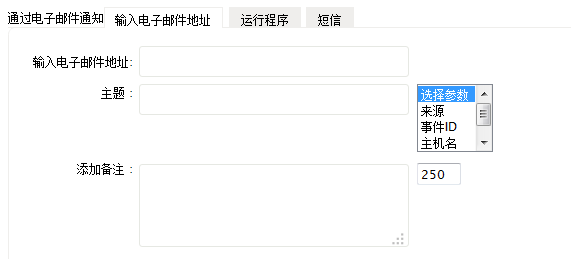 通过电子邮件通知 输入电子邮件地址 运行程序 短信
输入电子邮件地址:
主题 :
选择参数
来源
事件ID
主机名
添加备注 :
250